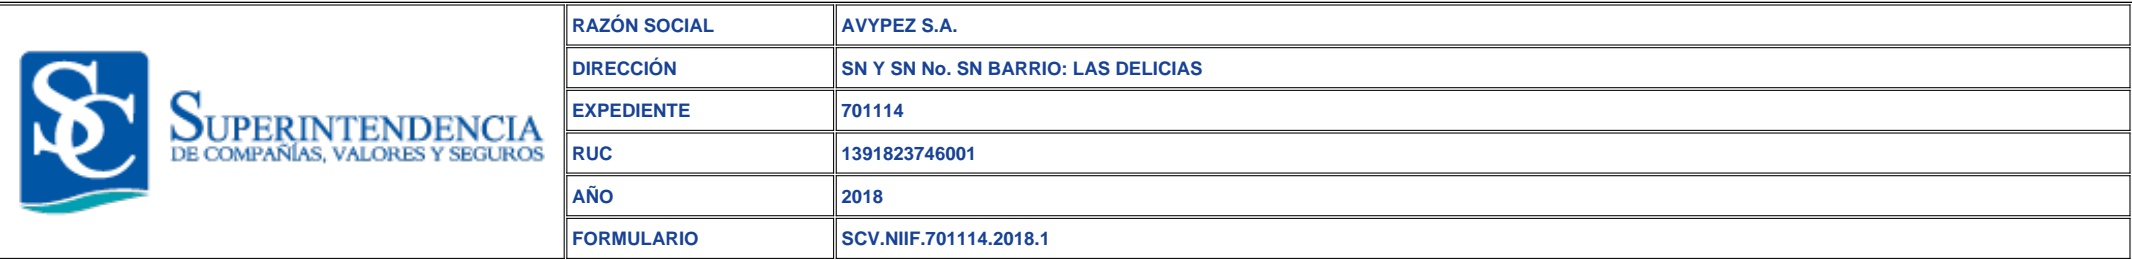 SC
SUPERINTENDENCIA
DE COMPAÑÍAS, VALORES Y SEGUROS
RAZÓN SOCIAL AVYPEZ S.A.
DIRECCIÓN SN Y SN No. SN BARRIO: LAS DELICIAS
EXPEDIENTE 701114
RUC 1391823746001
AÑO 2018
FORMULARIO SCV.NIIF.701114.2018.1